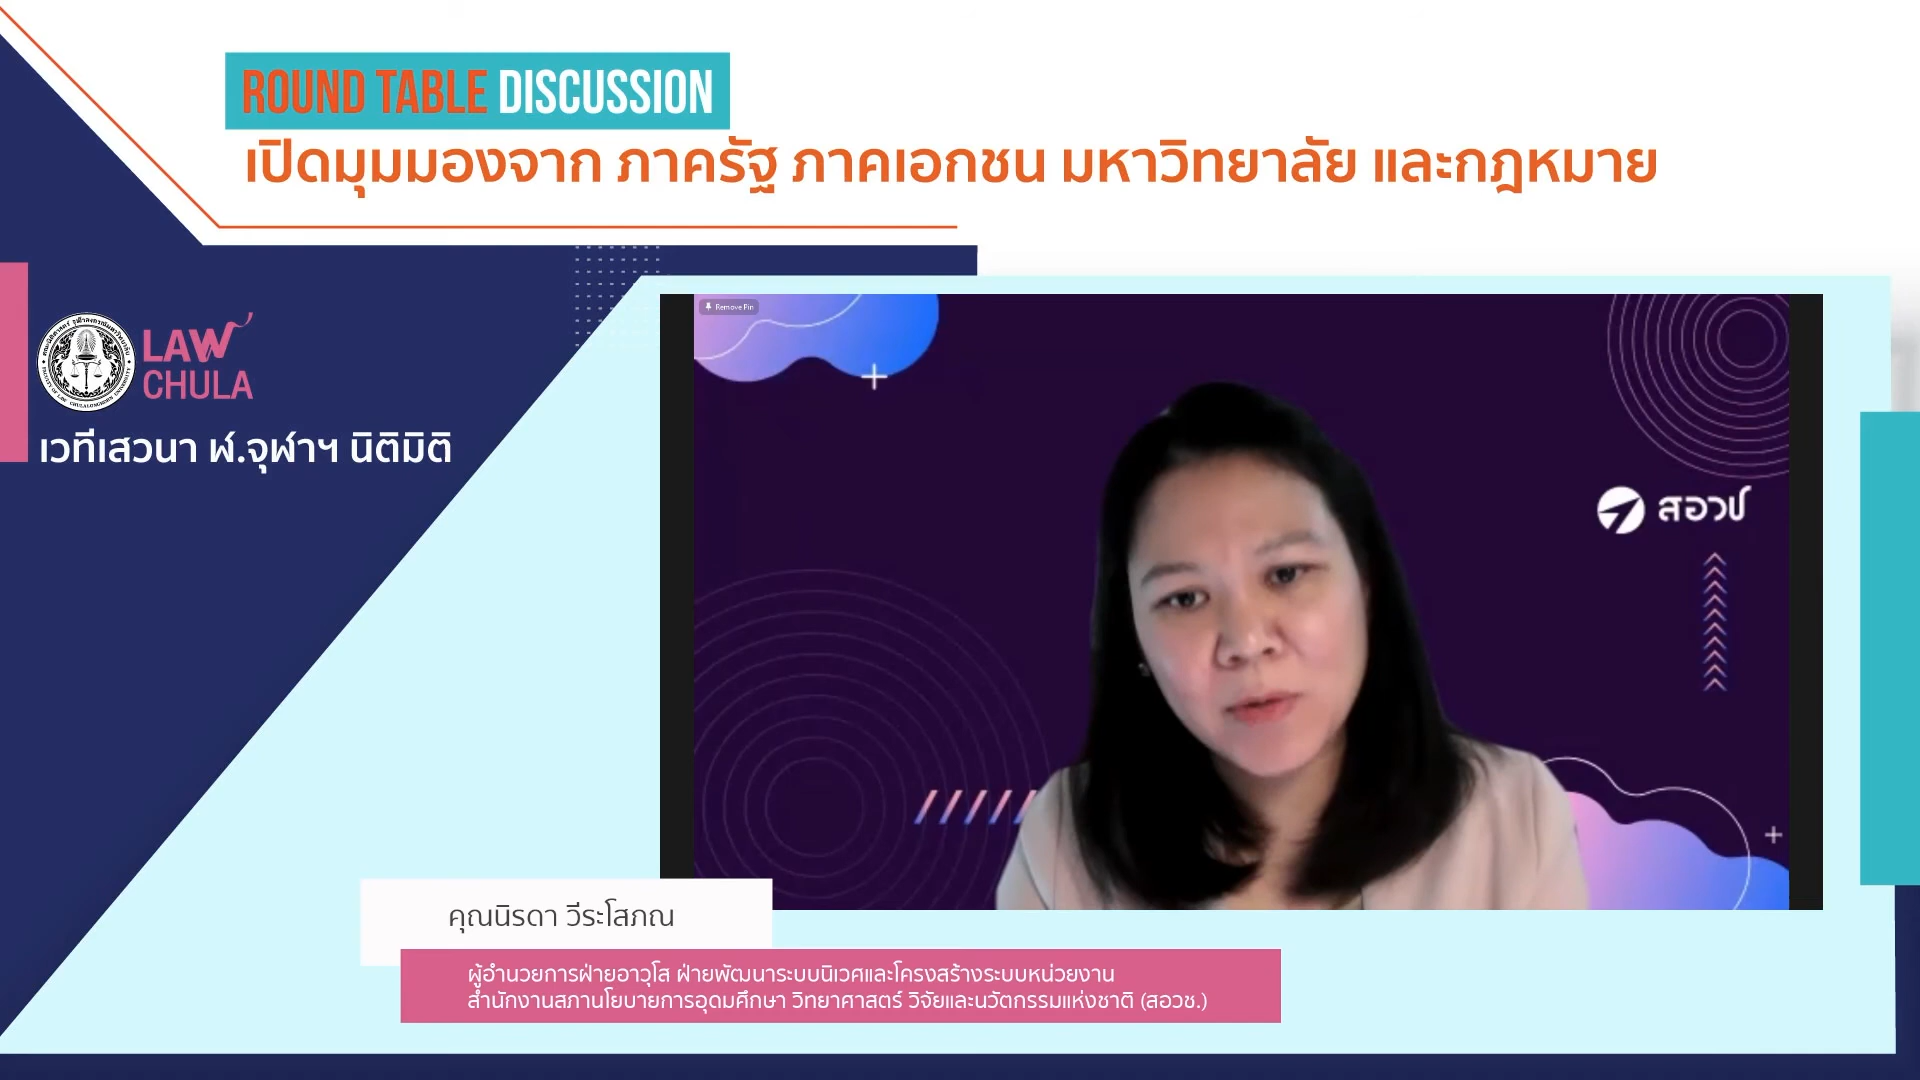 ROUND TABLE DISCUSSION
เปิดมุมมองจาก ภาครัฐ ภาคเอกชน มหาวิทยาลัย และกฎหมาย
LAW
CHULA
เวทีเสวนา ฬ.จุฬาฯ นิติมิติ
Remove Pin
สอวช
คุณนิรดา วีระโสภณ
ผู้อำนวยการฝ่ายอาวุโส ฝ่ายพัฒนาระบบนิเวศและโครงสร้างระบบหน่วยงาน
สำนักงานสภานโยบายการอุดมศึกษา วิทยาศาสตร์ วิจัยและนวัตกรรมแห่งชาติ (สอวช.)